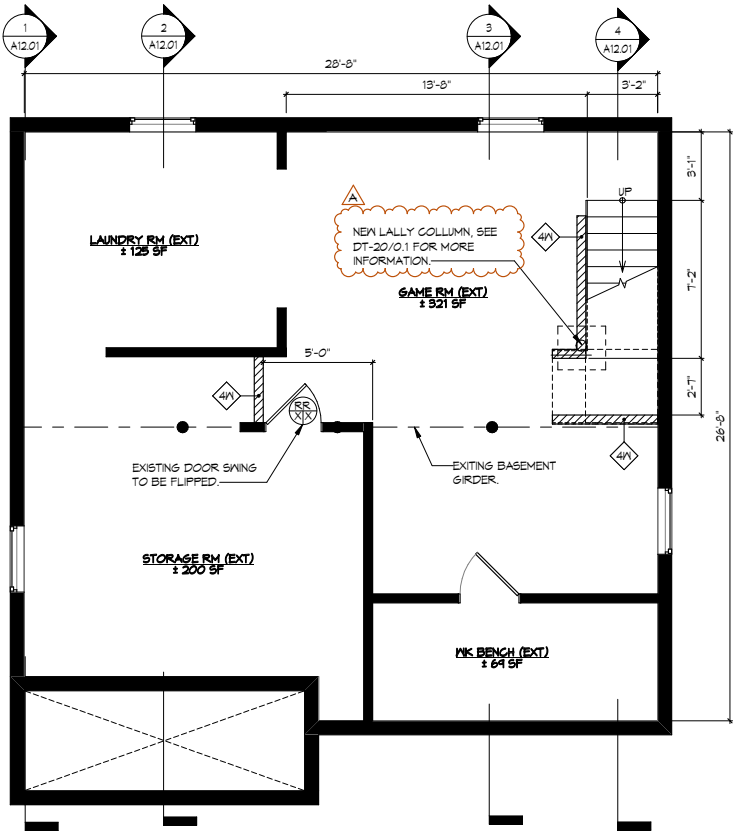 1
A12.01
2
A12.01
3
A12.01
4
A12.01
28'-8"
13'-8"
3'-2"
3'-1"
UP
A
NEW LALLY COLLUMN, SEE
DT-20/0.1 FOR MORE
INFORMATION.
4W
LAUNDRY RM (EXT)
± 125 SF
GAME RM (EXT)
± 321 SF
7'-2"
5'-0"
4W
2'-7"
RR
X X
26'-8"
4W
EXISTING DOOR SWING
TO BE FLIPPED.
EXITING BASEMENT
GIRDER.
STORAGE RM (EXT)
± 200 SF
WK BENCH (EXT)
± 69 SF